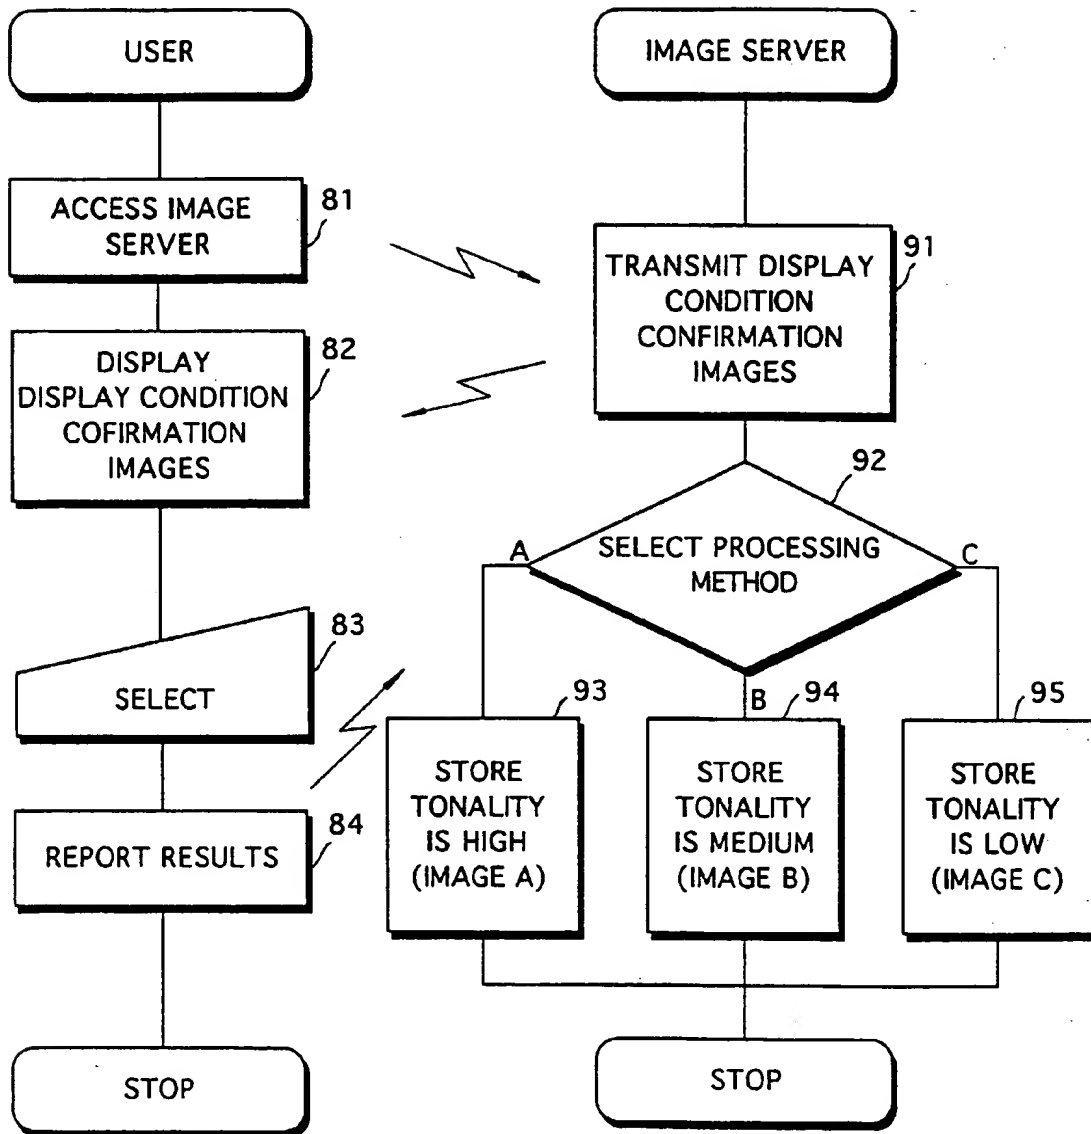 USER
ACCESS IMAGE
SERVER
81
DISPLAY
DISPLAY CONDITION
COFIRMATION
IMAGES
82
SELECT
83
REPORT RESULTS
84
STOP
IMAGE SERVER
TRANSMIT DISPLAY
CONDITION
CONFIRMATION
IMAGES
91
SELECT PROCESSING
METHOD
92
A
B
C
STORE
TONALITY
IS HIGH
(IMAGE A)
93
STORE
TONALITY
IS MEDIUM
(IMAGE B)
94
STORE
TONALITY
IS LOW
(IMAGE C)
95
STOP